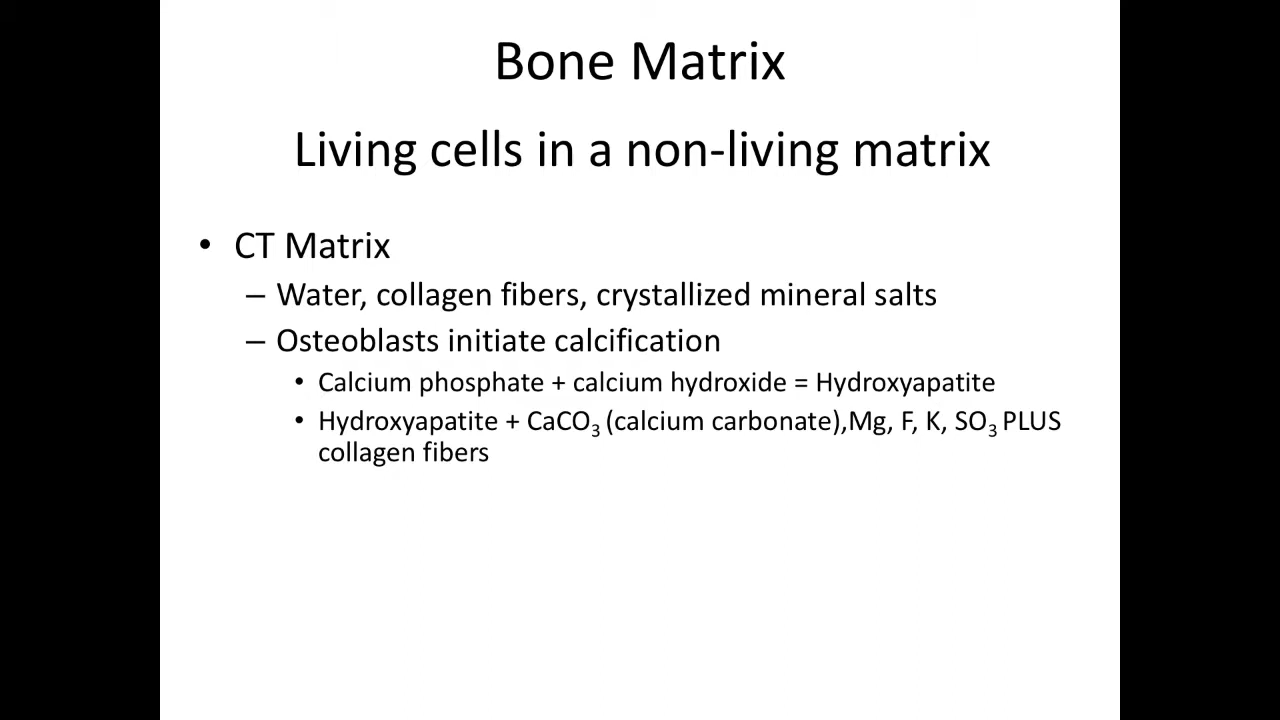 Bone Matrix
Living cells in a non-living matrix
• CT Matrix
– Water, collagen fibers, crystallized mineral salts
– Osteoblasts initiate calcification
• Calcium phosphate + calcium hydroxide = Hydroxyapatite
• Hydroxyapatite + CaCO₃ (calcium carbonate),Mg, F, K, SO₃ PLUS
collagen fibers